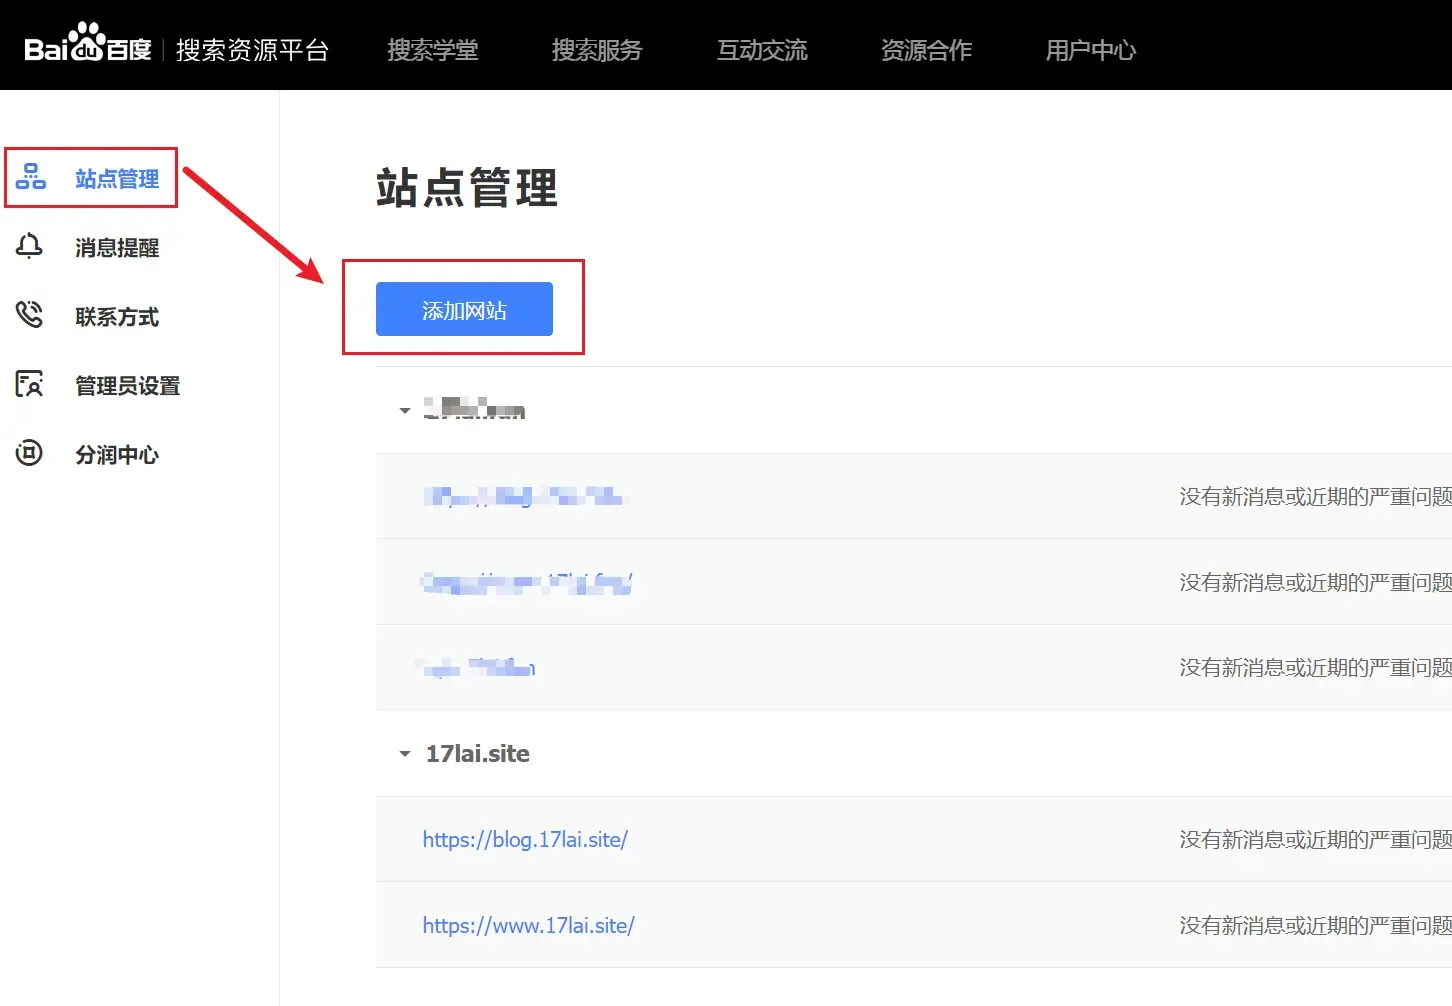 Baidu百度 搜索资源平台 搜索学堂 搜索服务 互动交流 资源合作 用户中心
站点管理
消息提醒
联系方式
管理员设置
分润中心
站点管理
添加网站
没有新消息或近期的严重问题
没有新消息或近期的严重问题
没有新消息或近期的严重问题
17lai.site
https://blog.17lai.site/ 没有新消息或近期的严重问题
https://www.17lai.site/ 没有新消息或近期的严重问题